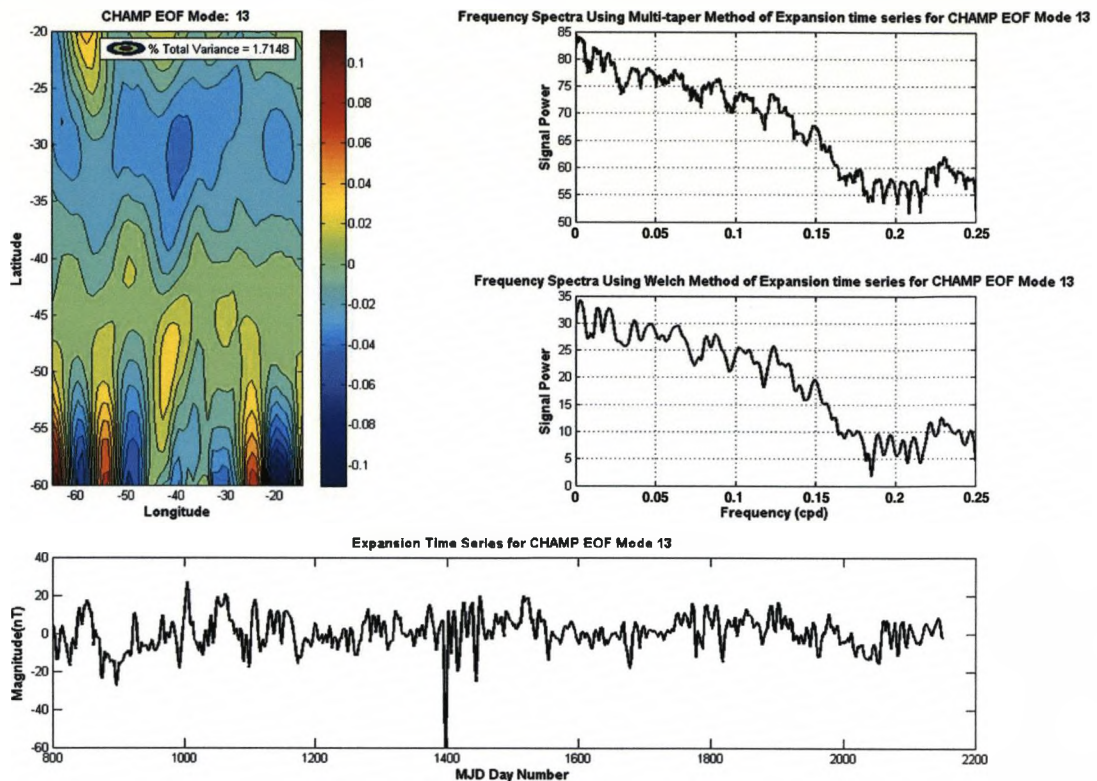 CHAMP EOF Mode: 13
% Total Variance = 1.7148
-20
-25
-30
-35
-40
-45
-50
-55
-60
Latitude
-60 -50 -40 -30 -20
Longitude
0.1
0.08
0.06
0.04
0.02
0
-0.02
-0.04
-0.06
-0.08
-0.1
Frequency Spectra Using Multi-taper Method of Expansion time series for CHAMP EOF Mode 13
85
80
75
70
65
60
55
50
Signal Power
0 0.05 0.1 0.15 0.2 0.25
Frequency Spectra Using Welch Method of Expansion time series for CHAMP EOF Mode 13
35
30
25
20
15
10
5
0
Signal Power
0 0.05 0.1 0.15 0.2 0.25
Frequency (cpd)
Expansion Time Series for CHAMP EOF Mode 13
40
20
0
-20
-40
-60
Magnitude(nT)
800 1000 1200 1400 1600 1800 2000 2200
MJD Day Number